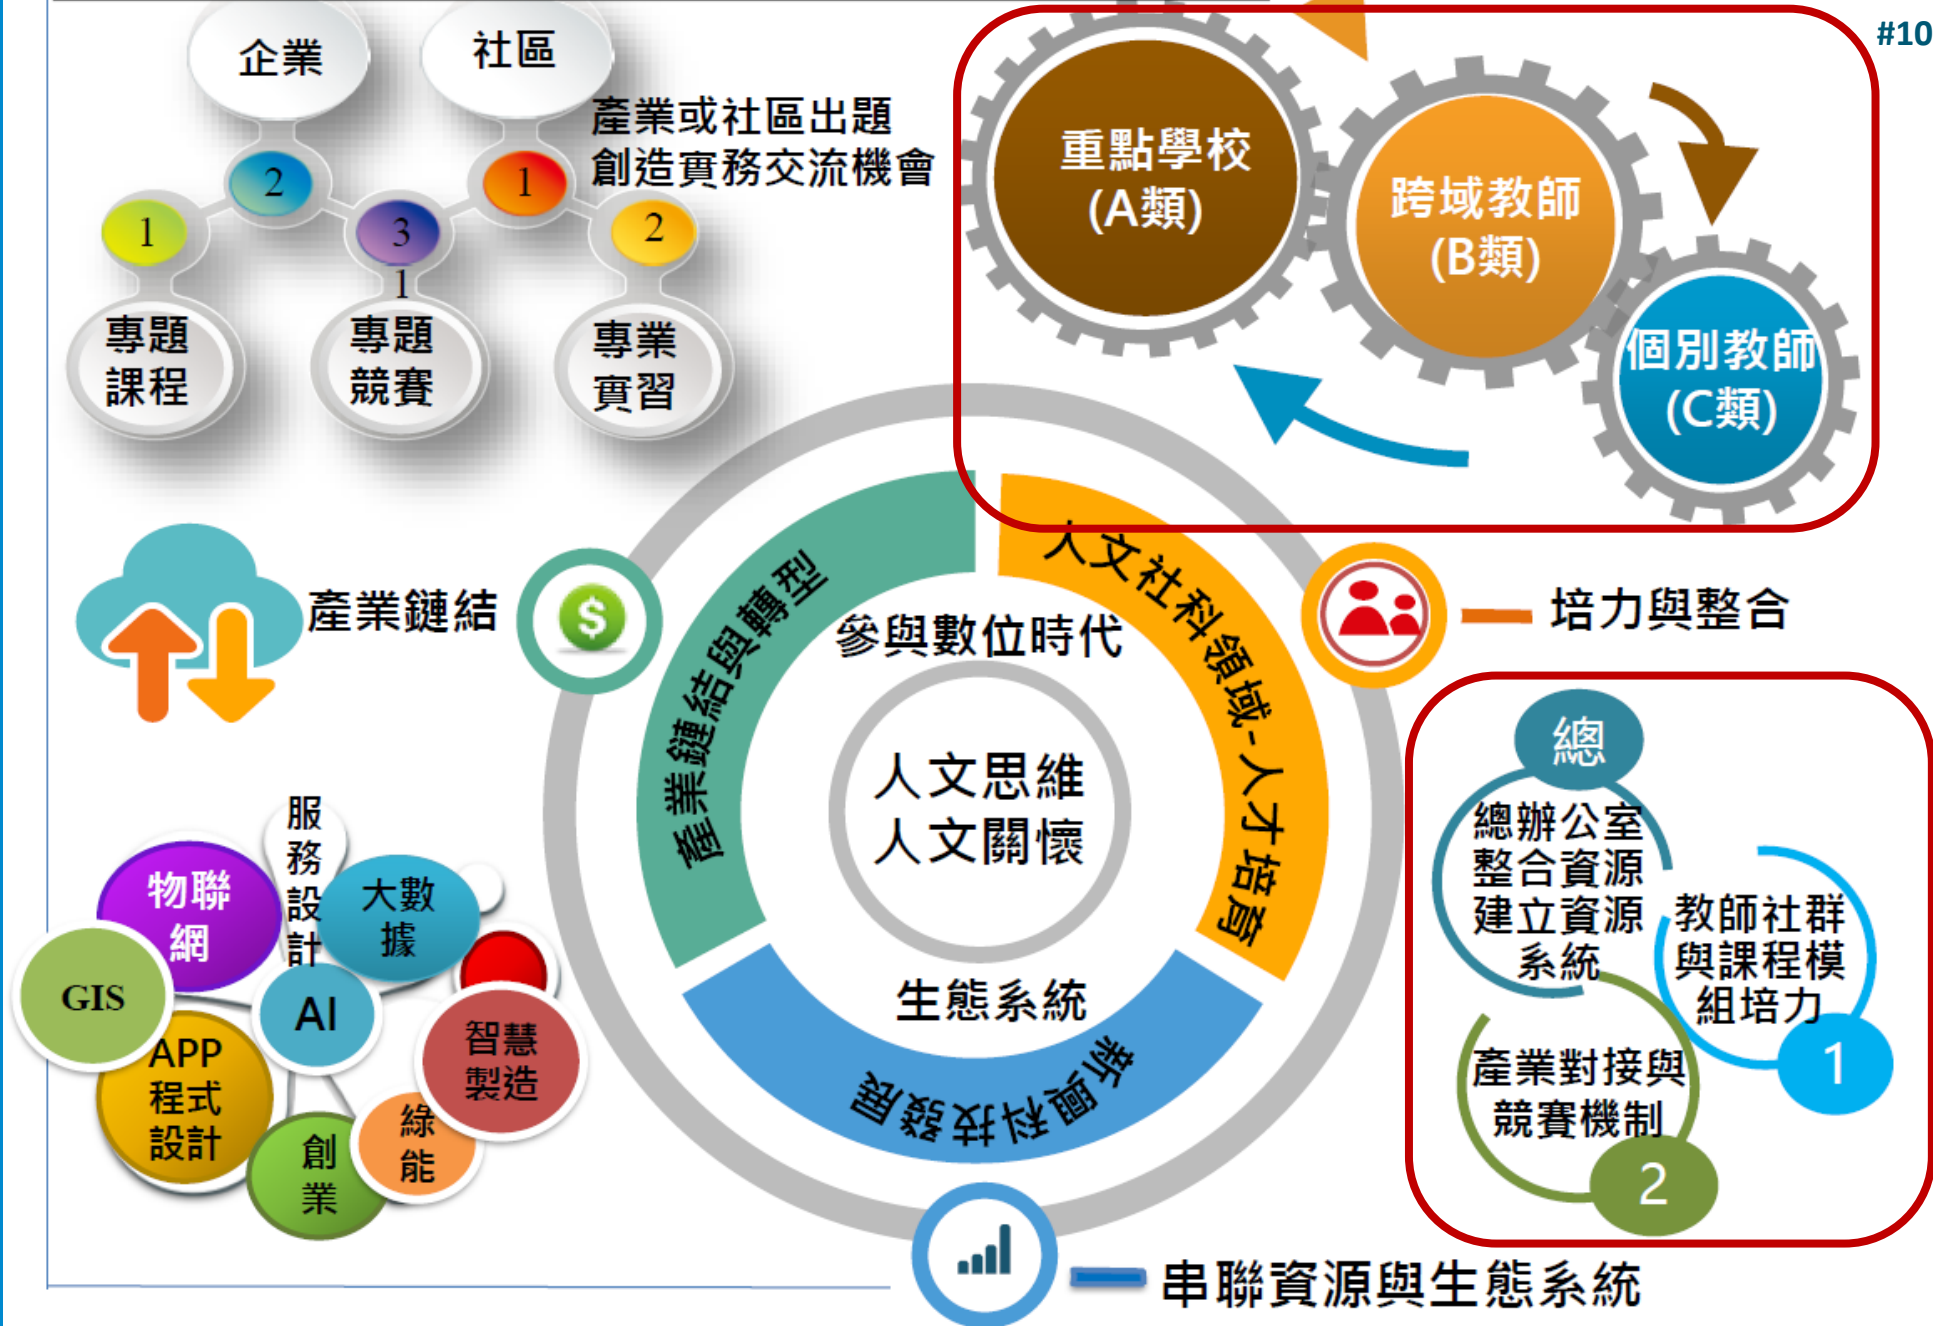 #10
企業
社區
產業或社區出題
創造實務交流機會
1
2
3
1
2
1
專題
課程
專題
競賽
專業
實習
重點學校
(A類)
跨域教師
(B類)
個別教師
(C類)
產業鏈結
產業鏈結與轉型
人文社科領域-人才培育
新興科技發展
參與數位時代
人文思維
人文關懷
生態系統
培力與整合
服務設計
物聯
網
大數
據
GIS
AI
APP
程式
設計
智慧
製造
綠
能
創
業
總
總辦公室
整合資源
建立資源
系統
教師社群
與課程模
組培力
1
產業對接與
競賽機制
2
串聯資源與生態系統